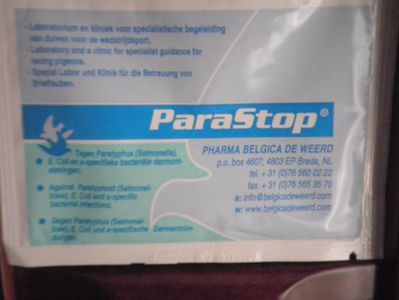 - Laboratorium en kliniek voor specialistische begeleiding
van duiven voor de wedstrijdsport.
- Laboratory and a clinic for specialist guidance for
racing pigeons.
- Spezial Labor und Klinik für die Betreuung von
Brieftauben.
ParaStop®
PHARMA BELGICA DE WEERD
p.o. box 4607, 4803 EP Breda, NL
tel. + 31 (0)76 560 02 22
fax. + 31 (0)76 565 35 70
e: info@belgicadeweerd.com
w: www.belgicadeweerd.com
Tegen Paratyphus (Salmonella),
E. Coli en a-specifieke bacteriële darmont-
stekingen.
Against Paratyphoid (Salmonel-
losis), E. Coli and a-specific
bacterial infections.
Gegen Paratyphus (Salmonel-
lose), E. Coli und a-spezifische Darmentzün-
dungen.